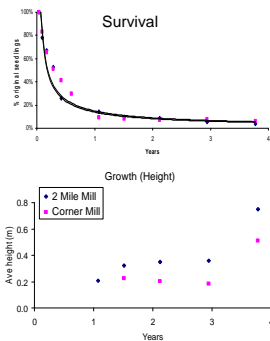 Survival
% original seedlings
100%
80%
60%
40%
20%
0%
0 1 2 3 4
Years
Growth (Height)
2 Mile Mill
Corner Mill
Ave height (m)
0.8
0.6
0.4
0.2
0.0
0 1 2 3 4
Years